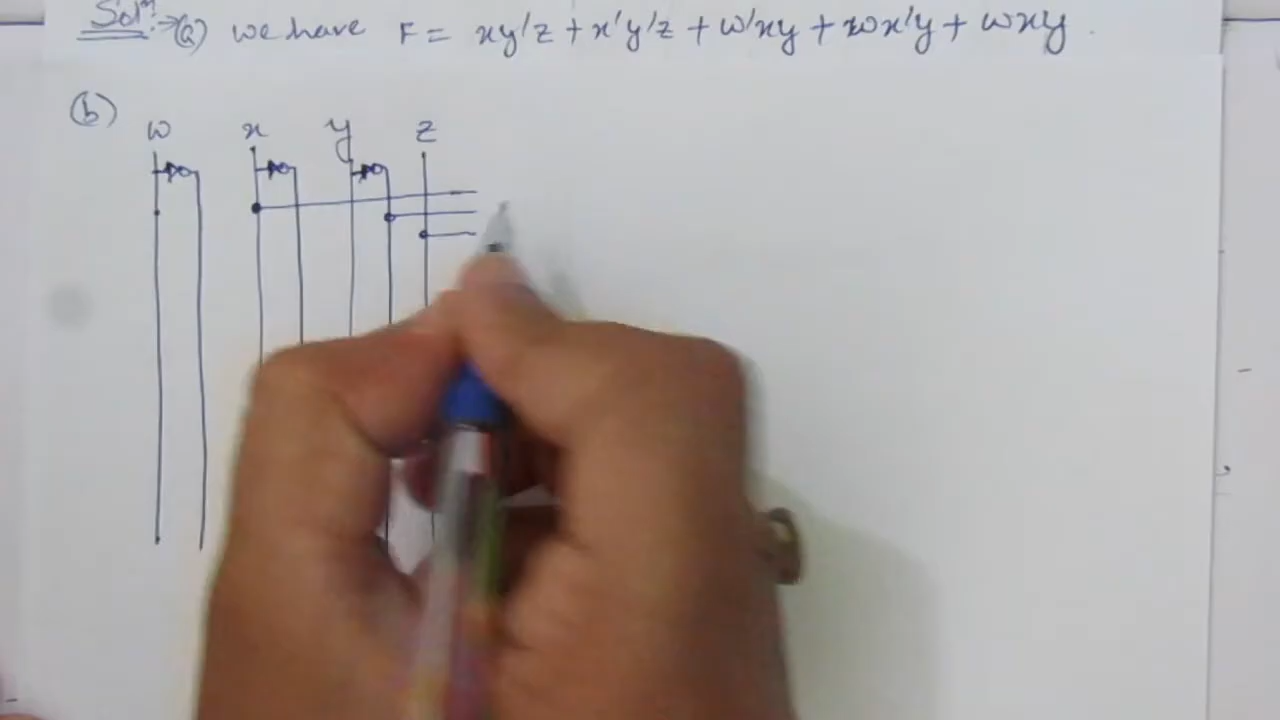 Sol^n :→ (a) we have F = xy'z + x'y'z + w'xy + wx'y + wxy .
(b)
w x y z